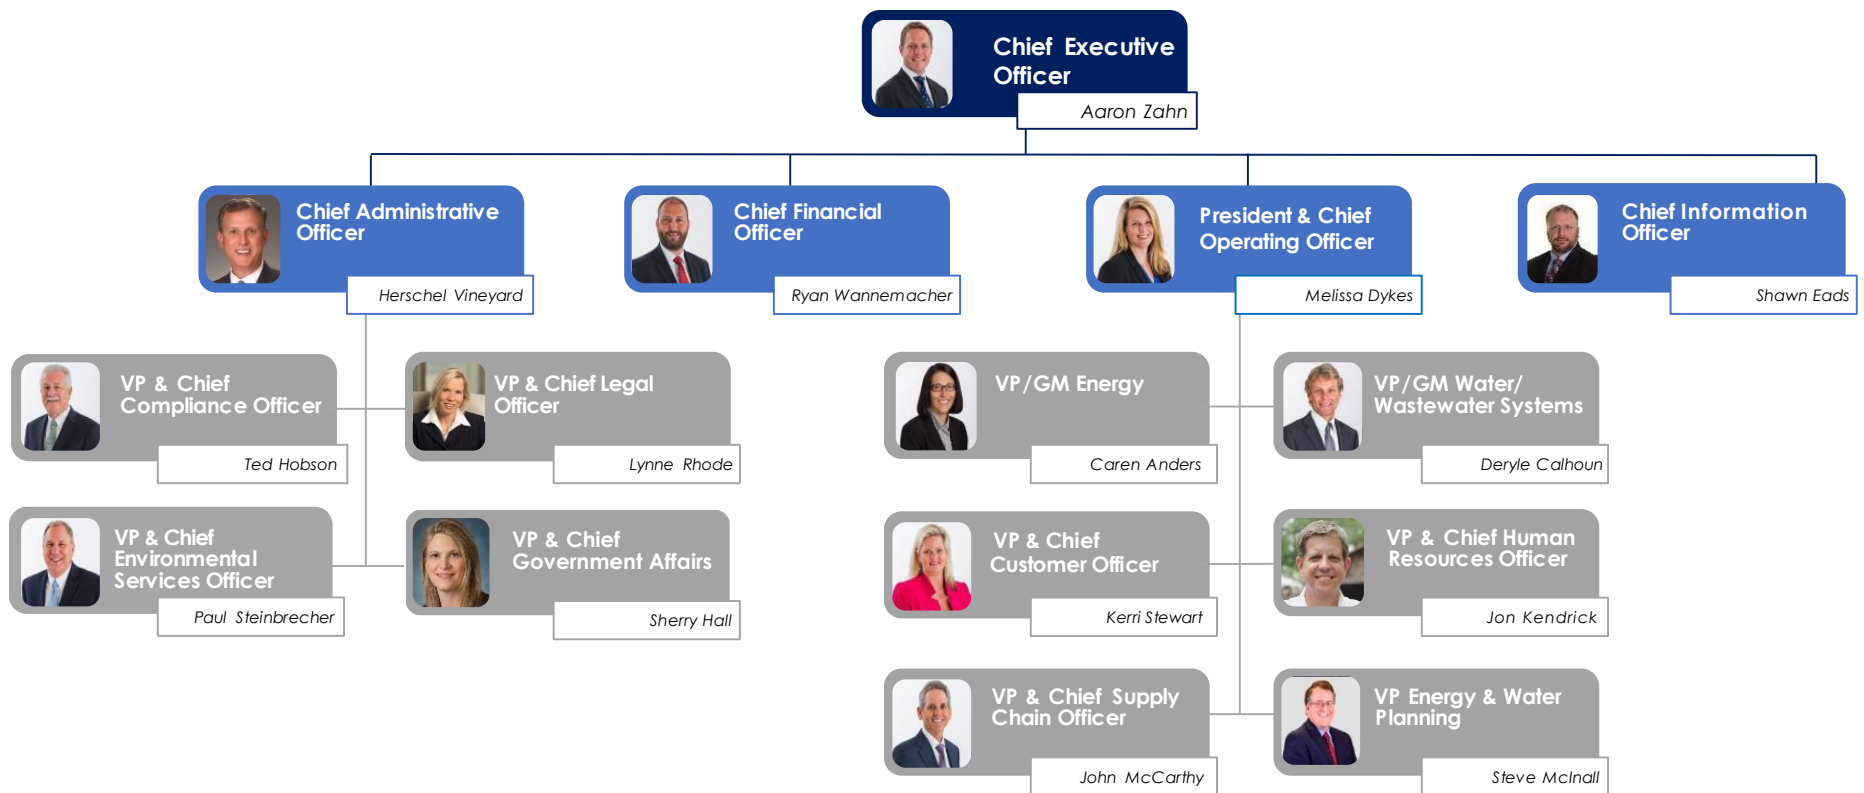 Chief Executive
Officer
Aaron Zahn
Chief Administrative
Officer
Herschel Vineyard
Chief Financial
Officer
Ryan Wannemacher
President & Chief
Operating Officer
Melissa Dykes
Chief Information
Officer
Shawn Eads
VP & Chief
Compliance Officer
Ted Hobson
VP & Chief Legal
Officer
Lynne Rhode
VP/GM Energy
Caren Anders
VP/GM Water/
Wastewater Systems
Deryle Calhoun
VP & Chief
Environmental
Services Officer
Paul Steinbrecher
VP & Chief
Government Affairs
Sherry Hall
VP & Chief
Customer Officer
Kerri Stewart
VP & Chief Human
Resources Officer
Jon Kendrick
VP & Chief Supply
Chain Officer
John McCarthy
VP Energy & Water
Planning
Steve McInall